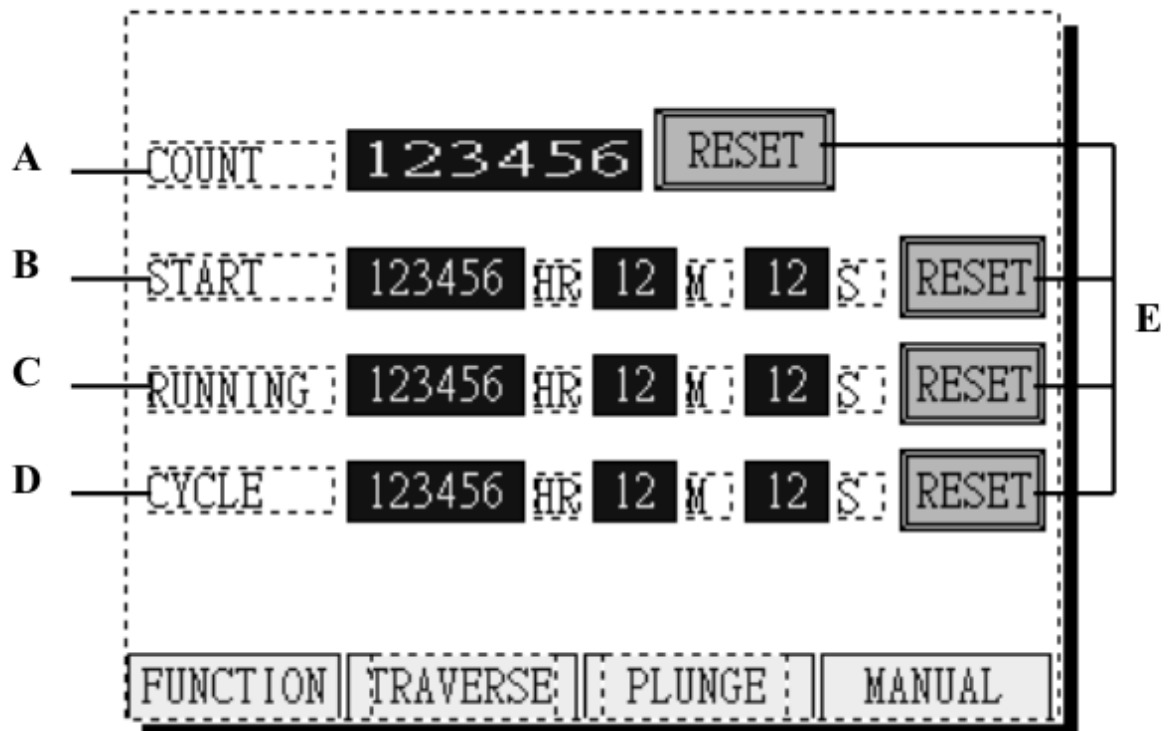 A COUNT 123456 RESET
B START 123456 HR 12 M 12 S RESET
E
C RUNNING 123456 HR 12 M 12 S RESET
D CYCLE 123456 HR 12 M 12 S RESET
FUNCTION TRAVERSE PLUNGE MANUAL